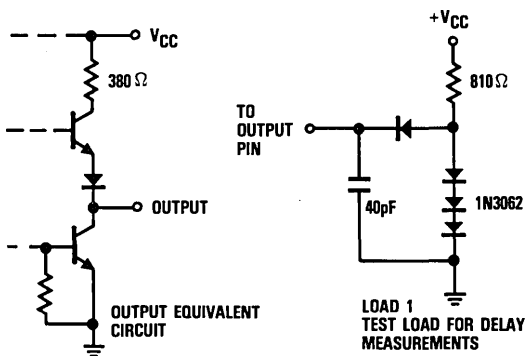 VCC
380Ω
OUTPUT
OUTPUT EQUIVALENT
CIRCUIT
+VCC
810Ω
TO
OUTPUT
PIN
40pF
1N3062
LOAD 1
TEST LOAD FOR DELAY
MEASUREMENTS